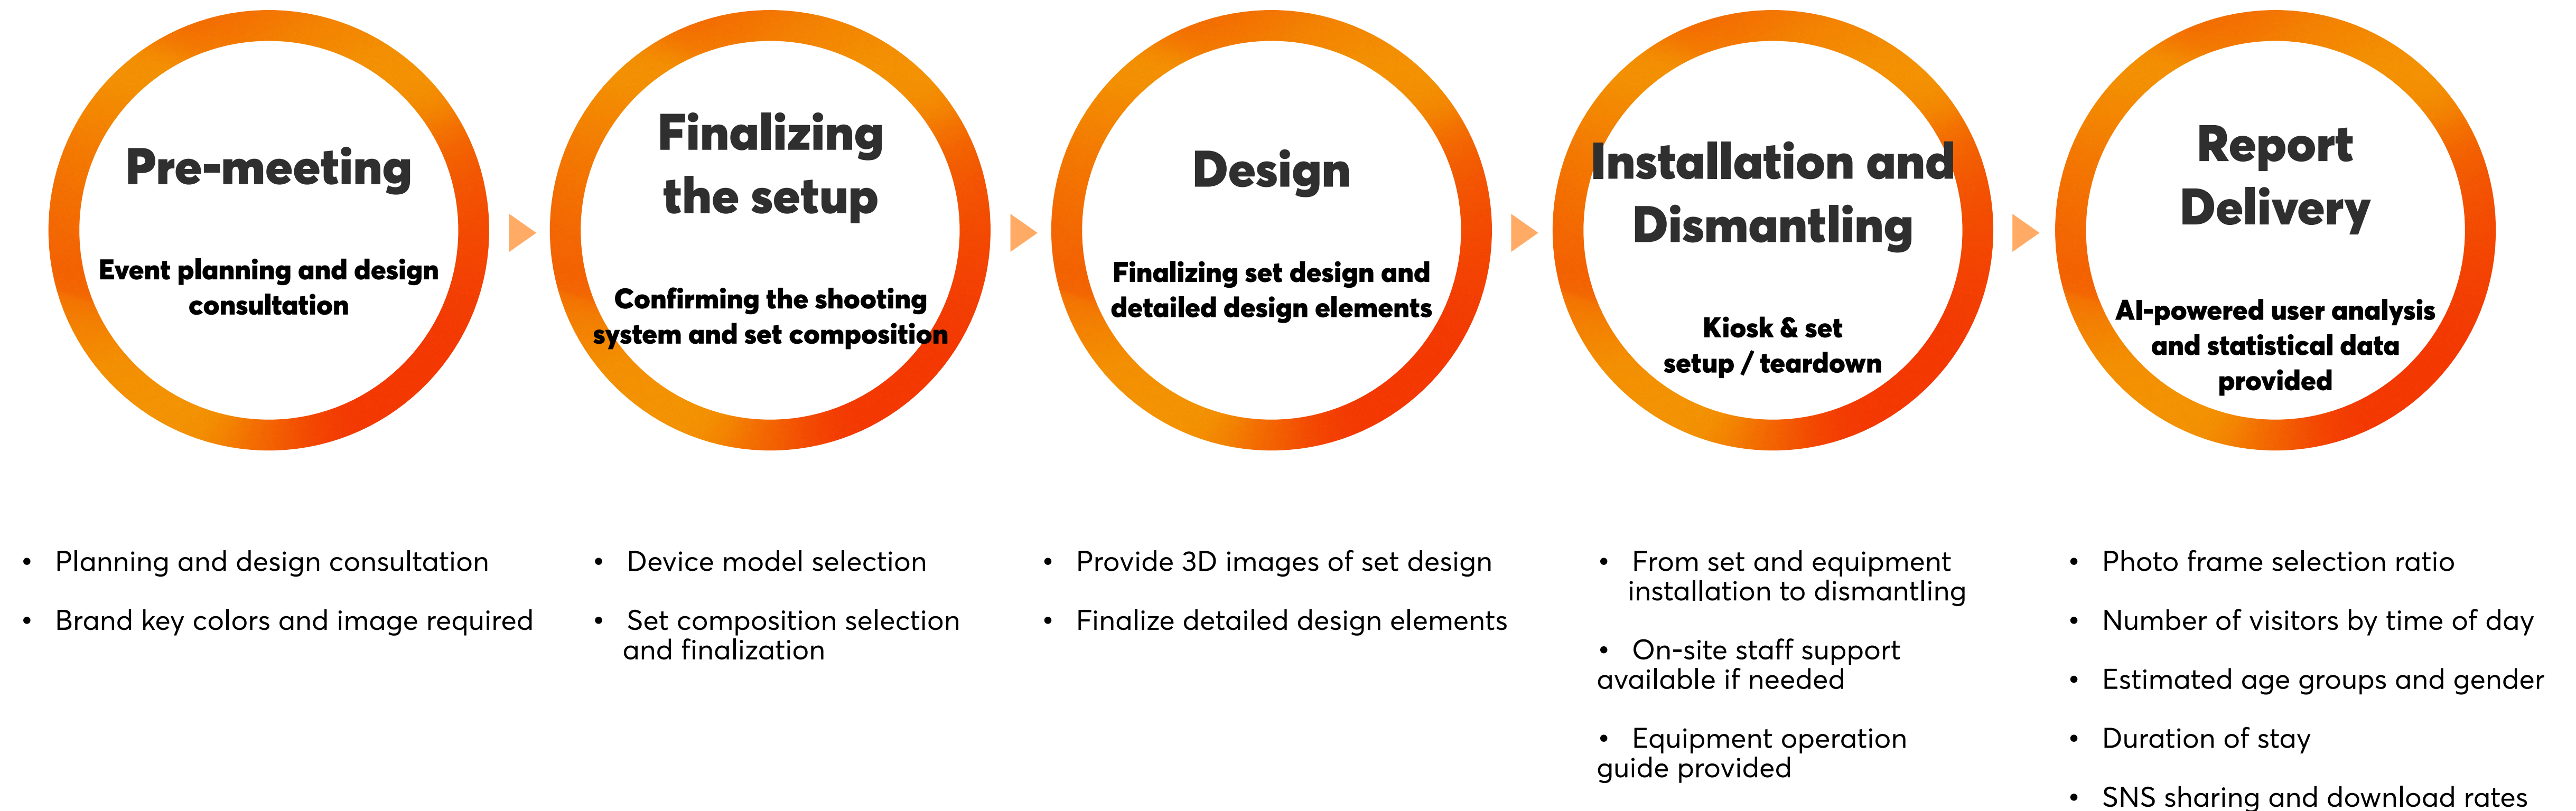 Pre-meeting
Event planning and design
consultation
Finalizing
the setup
Confirming the shooting
system and set composition
Design
Finalizing set design and
detailed design elements
Installation and
Dismantling
Kiosk & set
setup / teardown
Report
Delivery
AI-powered user analysis
and statistical data
provided
• Planning and design consultation
• Brand key colors and image required
• Device model selection
• Set composition selection
and finalization
• Provide 3D images of set design
• Finalize detailed design elements
• From set and equipment
installation to dismantling
• On-site staff support
available if needed
• Equipment operation
guide provided
• Photo frame selection ratio
• Number of visitors by time of day
• Estimated age groups and gender
• Duration of stay
• SNS sharing and download rates